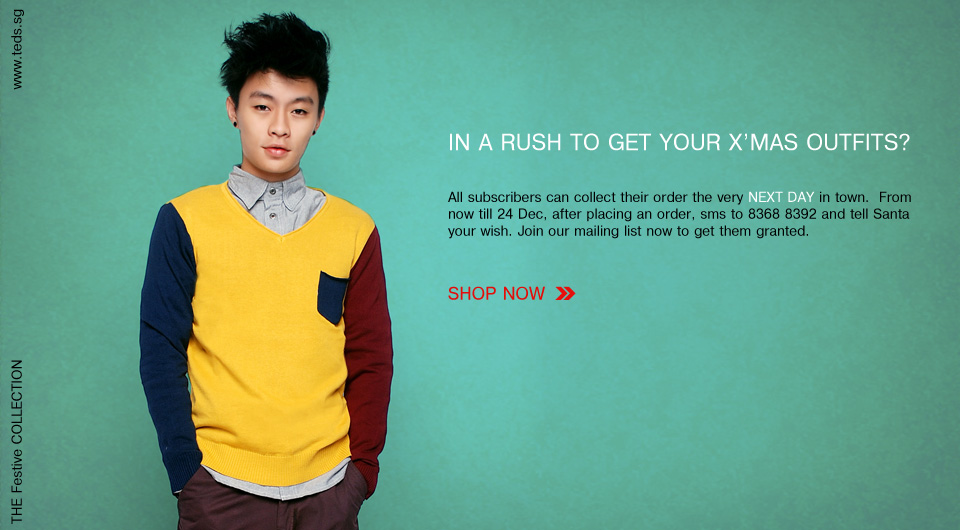 www.teds.sg
IN A RUSH TO GET YOUR X'MAS OUTFITS?
All subscribers can collect their order the very NEXT DAY in town.  From
now till 24 Dec, after placing an order, sms to 8368 8392 and tell Santa
your wish. Join our mailing list now to get them granted.
SHOP NOW
THE Festive COLLECTION